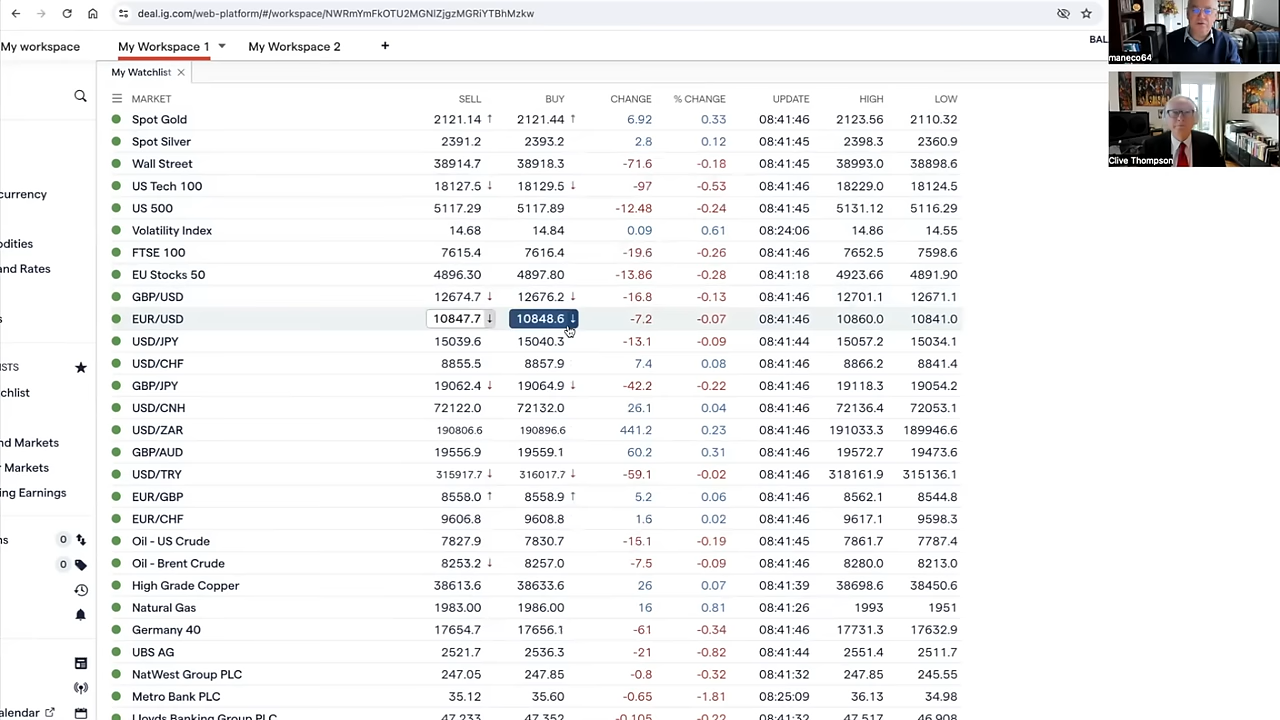 deal.ig.com/web-platform/#/workspace/NWRmYmFkOTU2MGNlZjgzMGRiYTBhMzkw
My workspace My Workspace 1 My Workspace 2 + BAL
maneco64
My Watchlist ×
MARKET SELL BUY CHANGE % CHANGE UPDATE HIGH LOW
Spot Gold 2121.14 ↑ 2121.44 ↑ 6.92 0.33 08:41:46 2123.56 2110.32
Spot Silver 2391.2 2393.2 2.8 0.12 08:41:45 2398.3 2360.9
Clive Thompson
Wall Street 38914.7 38918.3 -71.6 -0.18 08:41:45 38993.0 38898.6
US Tech 100 18127.5 ↓ 18129.5 ↓ -97 -0.53 08:41:46 18229.0 18124.5
currency
US 500 5117.29 5117.89 -12.48 -0.24 08:41:45 5131.12 5116.29
Volatility Index 14.68 14.84 0.09 0.61 08:24:06 14.86 14.55
odities
FTSE 100 7615.4 7616.4 -19.6 -0.26 08:41:46 7652.5 7598.6
and Rates
EU Stocks 50 4896.30 4897.80 -13.86 -0.28 08:41:18 4923.66 4891.90
GBP/USD 12674.7 ↓ 12676.2 ↓ -16.8 -0.13 08:41:46 12701.1 12671.1
s
EUR/USD 10847.7 ↓ 10848.6 ↓ -7.2 -0.07 08:41:46 10860.0 10841.0
USD/JPY 15039.6 15040.3 -13.1 -0.09 08:41:44 15057.2 15034.1
ISTS
USD/CHF 8855.5 8857.9 7.4 0.08 08:41:46 8866.2 8841.4
chlist
GBP/JPY 19062.4 ↓ 19064.9 ↓ -42.2 -0.22 08:41:46 19118.3 19054.2
USD/CNH 72122.0 72132.0 26.1 0.04 08:41:46 72136.4 72053.1
USD/ZAR 190806.6 190896.6 441.2 0.23 08:41:46 191033.3 189946.6
nd Markets
GBP/AUD 19556.9 19559.1 60.2 0.31 08:41:46 19572.7 19473.6
r Markets
USD/TRY 315917.7 ↓ 316017.7 ↓ -59.1 -0.02 08:41:46 318161.9 315136.1
ing Earnings
EUR/GBP 8558.0 ↑ 8558.9 ↑ 5.2 0.06 08:41:46 8562.1 8544.8
EUR/CHF 9606.8 9608.8 1.6 0.02 08:41:46 9617.1 9598.3
ns 0
Oil - US Crude 7827.9 7830.7 -15.1 -0.19 08:41:45 7861.7 7787.4
0
Oil - Brent Crude 8253.2 ↓ 8257.0 -7.5 -0.09 08:41:46 8280.0 8213.0
High Grade Copper 38613.6 38633.6 26 0.07 08:41:39 38698.6 38450.6
Natural Gas 1983.00 1986.00 16 0.81 08:41:26 1993 1951
Germany 40 17654.7 17656.1 -61 -0.34 08:41:46 17731.3 17632.9
UBS AG 2521.7 2536.3 -21 -0.82 08:41:44 2551.4 2511.7
NatWest Group PLC 247.05 247.85 -0.8 -0.32 08:41:32 247.85 245.55
Metro Bank PLC 35.12 35.60 -0.65 -1.81 08:25:09 36.13 34.98
alendar
Lloyds Banking Group PLC 47.233 47.352 -0.105 -0.22 08:41:32 47.517 46.908